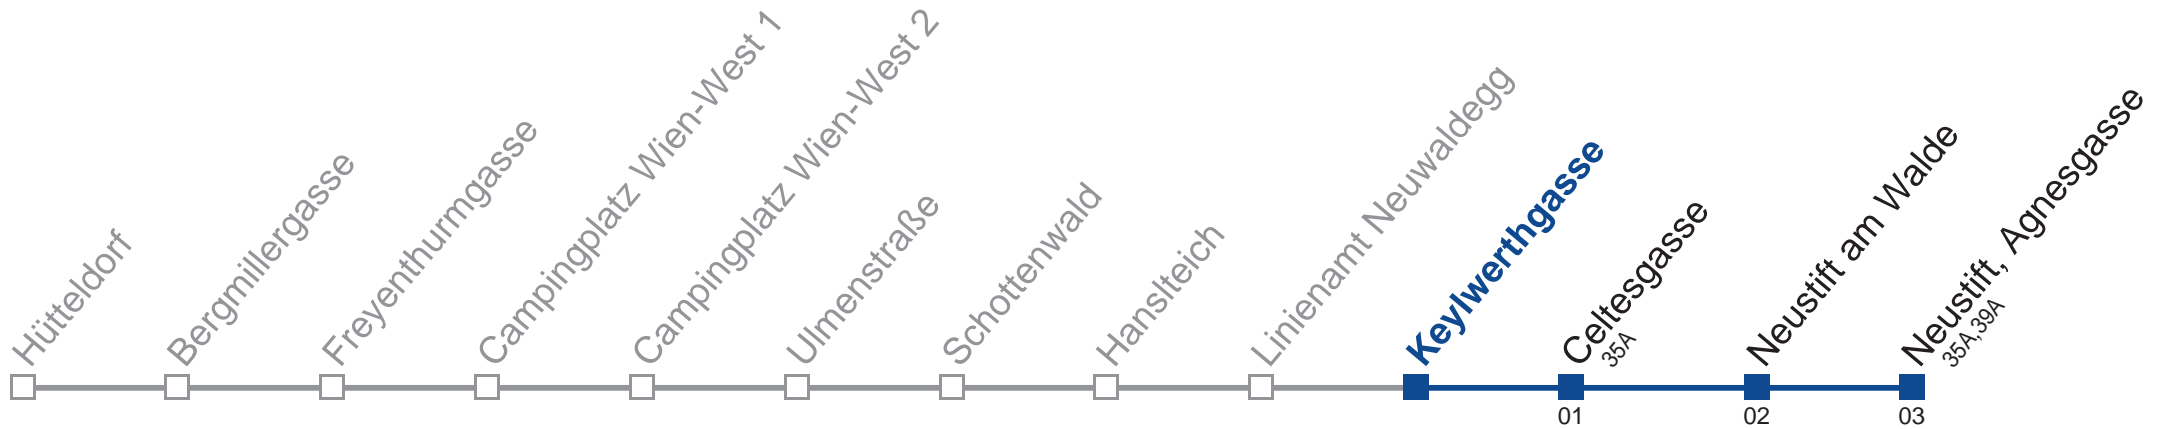 Hütteldorf
Bergmillergasse
Freyenthurmgasse
Campingplatz Wien-West 1
Campingplatz Wien-West 2
Ulmenstraße
Schottenwald
Hanslteich
Linienamt Neuwaldegg
Keylwerthgasse
Celtesgasse
35A
Neustift am Walde
Neustift, Agnesgasse
35A,39A
01
02
03